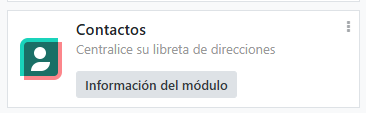 Contactos
Centralice su libreta de direcciones
Información del módulo